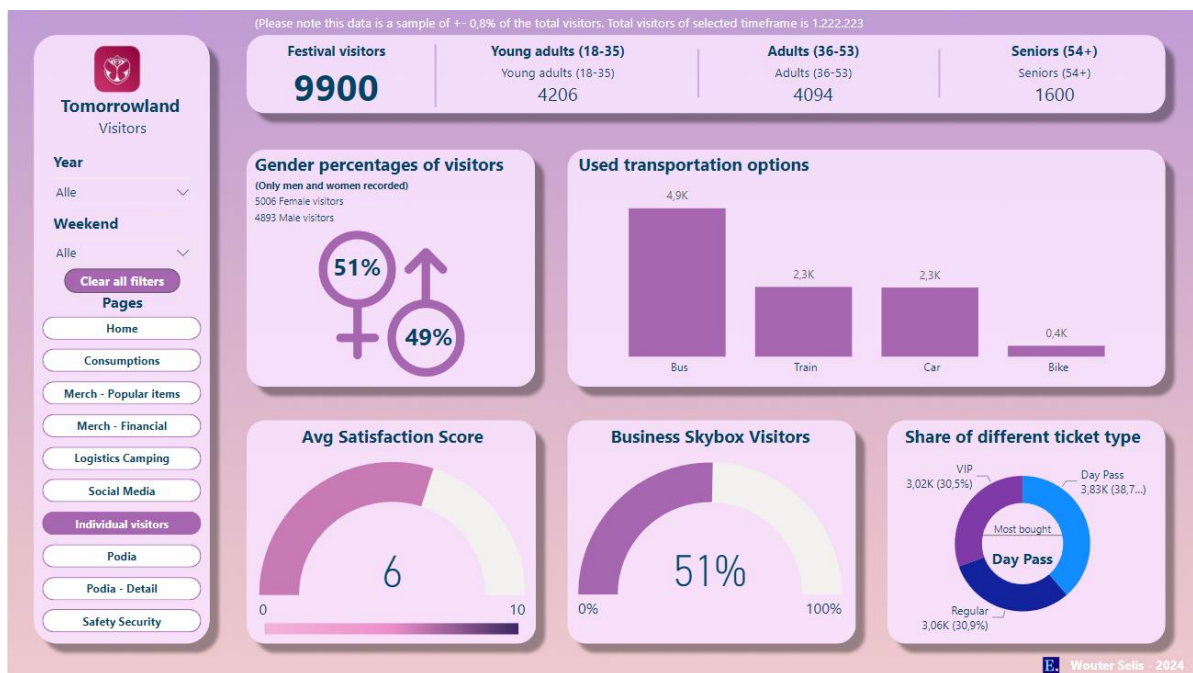 (Please note this data is a sample of +- 0,8% of the total visitors. Total visitors of selected timeframe is 1.222.223
Tomorrowland
Visitors
Year
Alle
Weekend
Alle
Clear all filters
Pages
Home
Consumptions
Merch - Popular items
Merch - Financial
Logistics Camping
Social Media
Individual visitors
Podia
Podia - Detail
Safety Security
Festival visitors
9900
Young adults (18-35)
Young adults (18-35)
4206
Adults (36-53)
Adults (36-53)
4094
Seniors (54+)
Seniors (54+)
1600
Gender percentages of visitors
(Only men and women recorded)
5006 Female visitors
4893 Male visitors
51%
49%
Used transportation options
4,9K
2,3K
2,3K
0,4K
Bus
Train
Car
Bike
Avg Satisfaction Score
6
0
10
Business Skybox Visitors
51%
0%
100%
Share of different ticket type
VIP
3,02K (30,5%)
Day Pass
3,83K (38,7...)
Most bought
Day Pass
Regular
3,06K (30,9%)
E. Wouter Selis - 2024